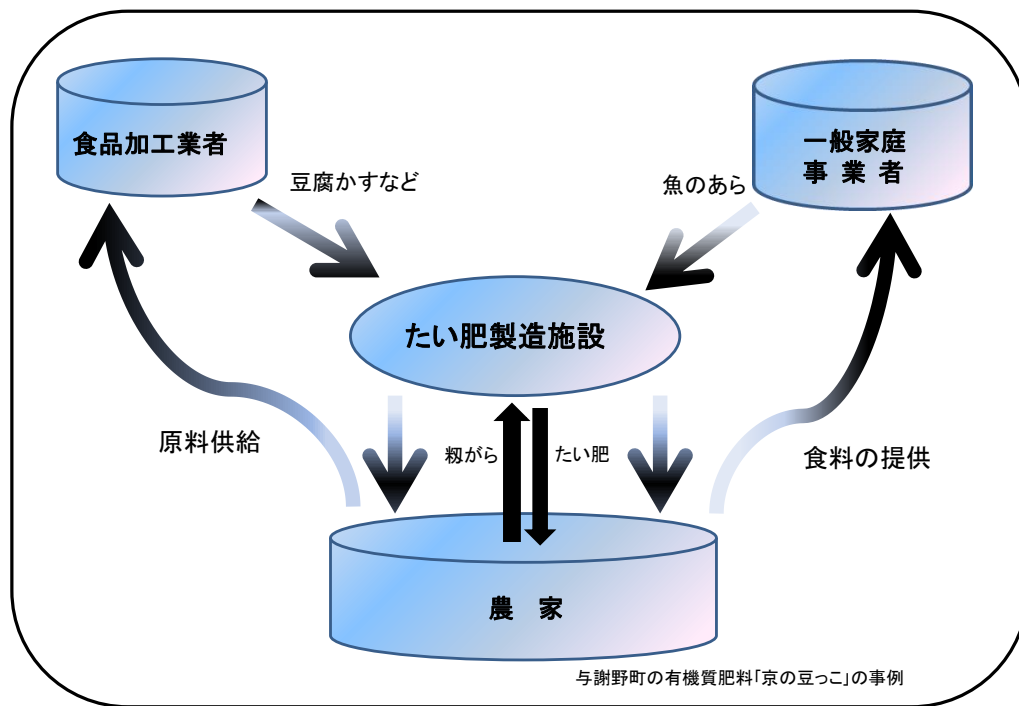 食品加工業者
一般家庭
事業者
豆腐かすなど
魚のあら
たい肥製造施設
原料供給
籾がら
たい肥
食料の提供
農 家
与謝野町の有機質肥料「京の豆っこ」の事例